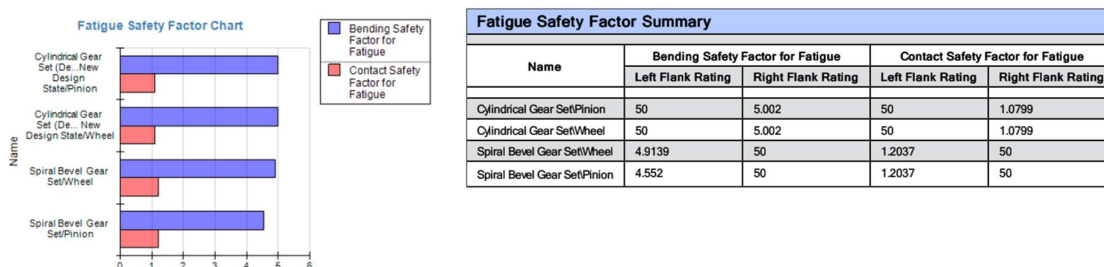 Fatigue Safety Factor Chart
Name
Cylindrical Gear
Set (De...New
Design
State/Pinion
Cylindrical Gear
Set (De... New
Design State/Wheel
Spiral Bevel Gear
Set/Wheel
Spiral Bevel Gear
Set/Pinion
0 1 2 3 4 5 6
Bending Safety
Factor for
Fatigue
Contact Safety
Factor for
Fatigue
Fatigue Safety Factor Summary
Name Bending Safety Factor for Fatigue Contact Safety Factor for Fatigue
Left Flank Rating Right Flank Rating Left Flank Rating Right Flank Rating
Cylindrical Gear Set\Pinion 50 5.002 50 1.0799
Cylindrical Gear Set\Wheel 50 5.002 50 1.0799
Spiral Bevel Gear Set\Wheel 4.9139 50 1.2037 50
Spiral Bevel Gear Set\Pinion 4.552 50 1.2037 50